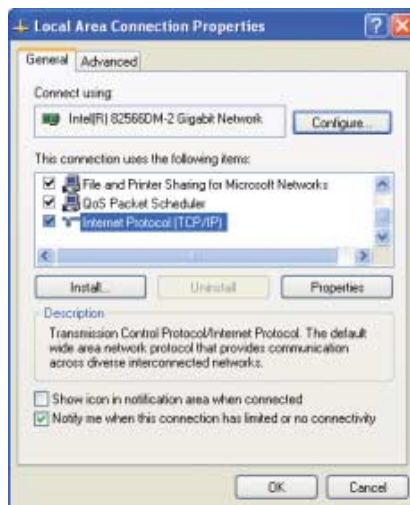 Local Area Connection Properties
General Advanced
Connect using:
Intel(R) 82566DM-2 Gigabit Network
Configure...
This connection uses the following items:
File and Printer Sharing for Microsoft Networks
QoS Packet Scheduler
Internet Protocol (TCP/IP)
Install... Uninstall Properties
Description
Transmission Control Protocol/Internet Protocol. The default
wide area network protocol that provides communication
across diverse interconnected networks.
Show icon in notification area when connected
Notify me when this connection has limited or no connectivity
OK Cancel